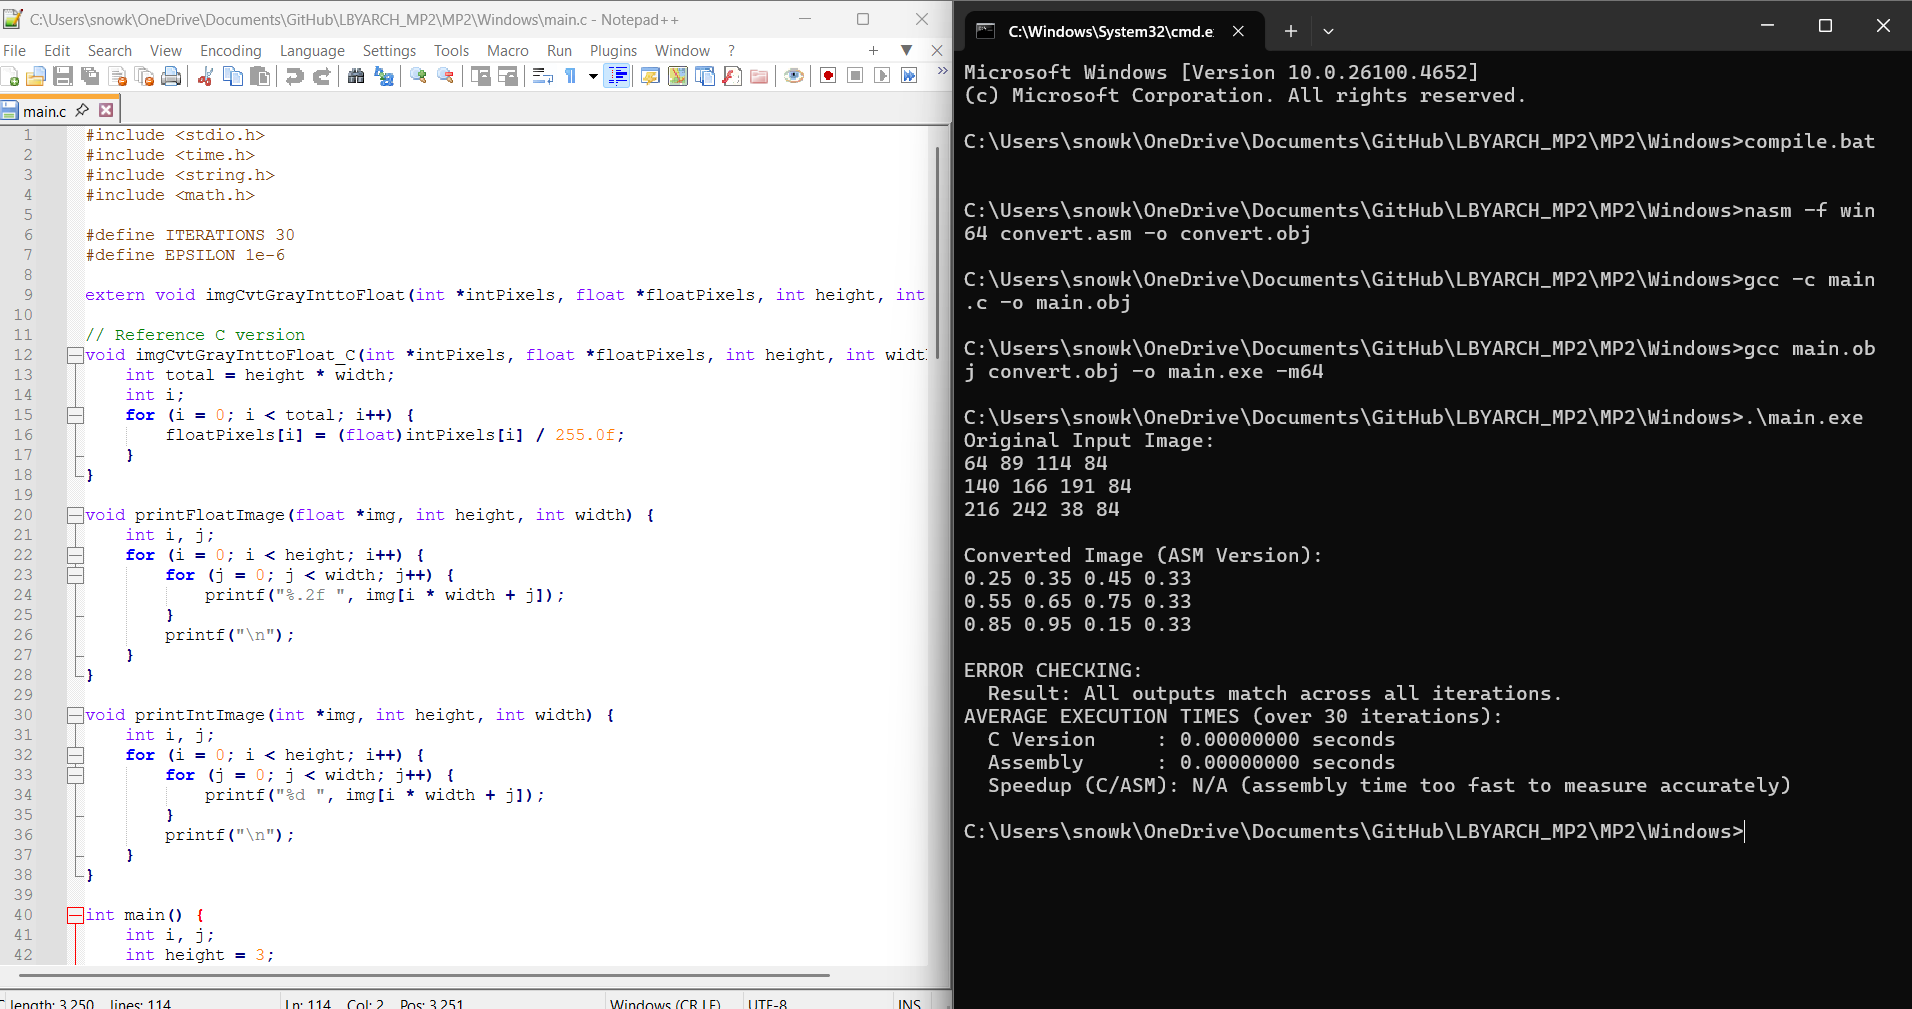 C:\Users\snowk\OneDrive\Documents\GitHub\LBYARCH_MP2\MP2\Windows\main.c - Notepad++
File Edit Search View Encoding Language Settings Tools Macro Run Plugins Window ?
main.c
1 #include <stdio.h>
2 #include <time.h>
3 #include <string.h>
4 #include <math.h>
5
6 #define ITERATIONS 30
7 #define EPSILON 1e-6
8
9 extern void imgCvtGrayInttoFloat(int *intPixels, float *floatPixels, int height, int
10
11 // Reference C version
12 void imgCvtGrayInttoFloat_C(int *intPixels, float *floatPixels, int height, int widt
13 int total = height * width;
14 int i;
15 for (i = 0; i < total; i++) {
16 floatPixels[i] = (float)intPixels[i] / 255.0f;
17 }
18 }
19
20 void printFloatImage(float *img, int height, int width) {
21 int i, j;
22 for (i = 0; i < height; i++) {
23 for (j = 0; j < width; j++) {
24 printf("%.2f ", img[i * width + j]);
25 }
26 printf("\n");
27 }
28 }
29
30 void printIntImage(int *img, int height, int width) {
31 int i, j;
32 for (i = 0; i < height; i++) {
33 for (j = 0; j < width; j++) {
34 printf("%d ", img[i * width + j]);
35 }
36 printf("\n");
37 }
38 }
39
40 int main() {
41 int i, j;
42 int height = 3;
length: 3,250 lines: 114 Ln: 114 Col: 2 Pos: 3,251 Windows (CR LF) UTF-8 INS
C:\Windows\System32\cmd.e
Microsoft Windows [Version 10.0.26100.4652]
(c) Microsoft Corporation. All rights reserved.
C:\Users\snowk\OneDrive\Documents\GitHub\LBYARCH_MP2\MP2\Windows>compile.bat
C:\Users\snowk\OneDrive\Documents\GitHub\LBYARCH_MP2\MP2\Windows>nasm -f win
64 convert.asm -o convert.obj
C:\Users\snowk\OneDrive\Documents\GitHub\LBYARCH_MP2\MP2\Windows>gcc -c main
.c -o main.obj
C:\Users\snowk\OneDrive\Documents\GitHub\LBYARCH_MP2\MP2\Windows>gcc main.ob
j convert.obj -o main.exe -m64
C:\Users\snowk\OneDrive\Documents\GitHub\LBYARCH_MP2\MP2\Windows>.\main.exe
Original Input Image:
64 89 114 84
140 166 191 84
216 242 38 84
Converted Image (ASM Version):
0.25 0.35 0.45 0.33
0.55 0.65 0.75 0.33
0.85 0.95 0.15 0.33
ERROR CHECKING:
Result: All outputs match across all iterations.
AVERAGE EXECUTION TIMES (over 30 iterations):
C Version : 0.00000000 seconds
Assembly : 0.00000000 seconds
Speedup (C/ASM): N/A (assembly time too fast to measure accurately)
C:\Users\snowk\OneDrive\Documents\GitHub\LBYARCH_MP2\MP2\Windows>